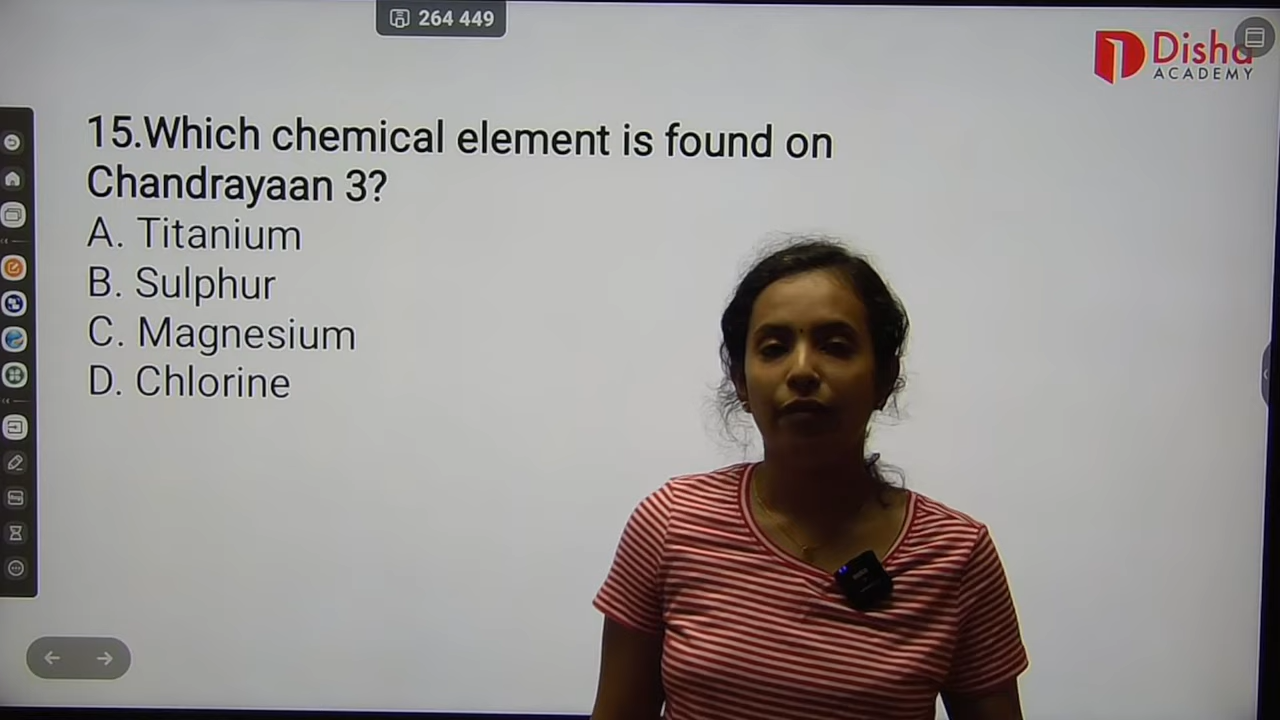 264 449
Disha
ACADEMY
15.Which chemical element is found on
Chandrayaan 3?
A. Titanium
B. Sulphur
C. Magnesium
D. Chlorine